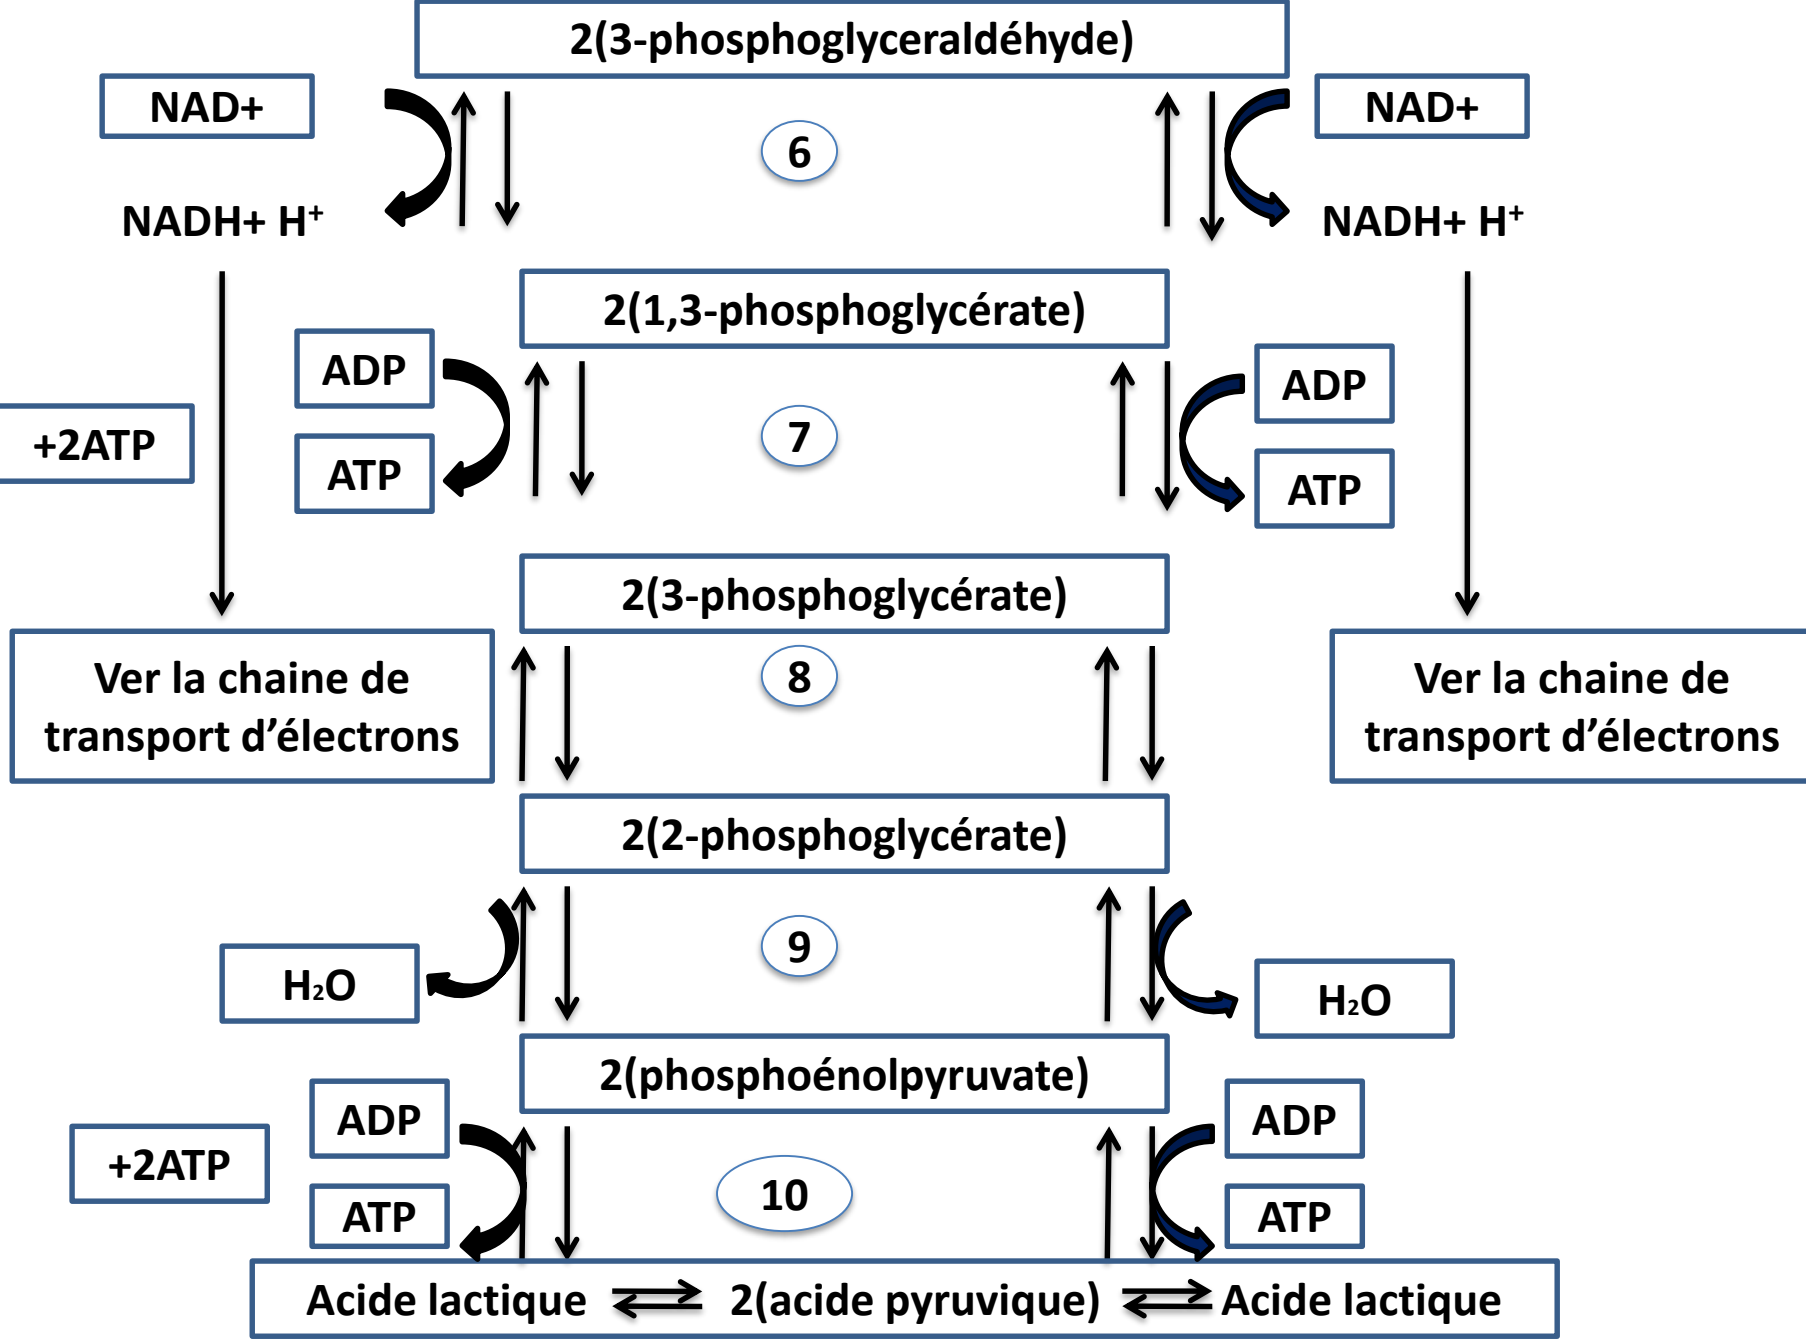 2(3-phosphoglyceraldéhyde)
NAD+
NAD+
6
NADH+ H⁺
NADH+ H⁺
2(1,3-phosphoglycérate)
ADP
ADP
+2ATP
7
ATP
ATP
2(3-phosphoglycérate)
8
Ver la chaine de
transport d’électrons
Ver la chaine de
transport d’électrons
2(2-phosphoglycérate)
9
H₂O
H₂O
2(phosphoénolpyruvate)
ADP
ADP
+2ATP
10
ATP
ATP
Acide lactique 2(acide pyruvique) Acide lactique